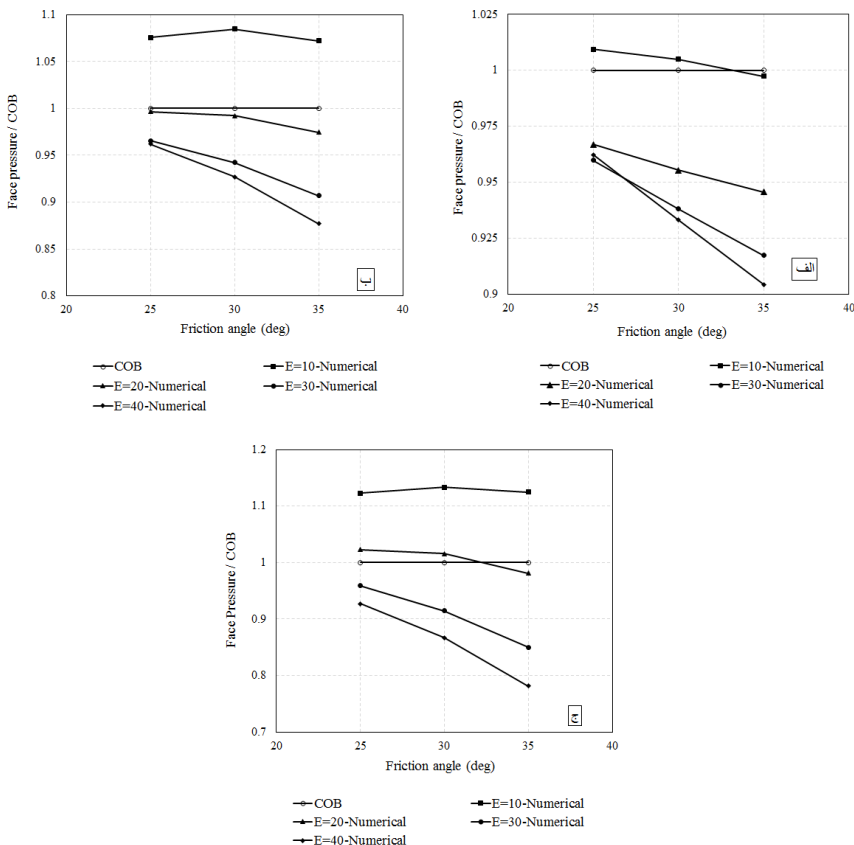 1.1
1.05
1
0.95
0.9
0.85
0.8
20 25 30 35 40
Face pressure / COB
Friction angle (deg)
ب
COB E=10-Numerical
E=20-Numerical E=30-Numerical
E=40-Numerical
1.025
1
0.975
0.95
0.925
0.9
20 25 30 35 40
Face pressure / COB
Friction angle (deg)
الف
COB E=10-Numerical
E=20-Numerical E=30-Numerical
E=40-Numerical
1.2
1.1
1
0.9
0.8
0.7
20 25 30 35 40
Face Pressure / COB
Friction angle (deg)
ج
COB E=10-Numerical
E=20-Numerical E=30-Numerical
E=40-Numerical